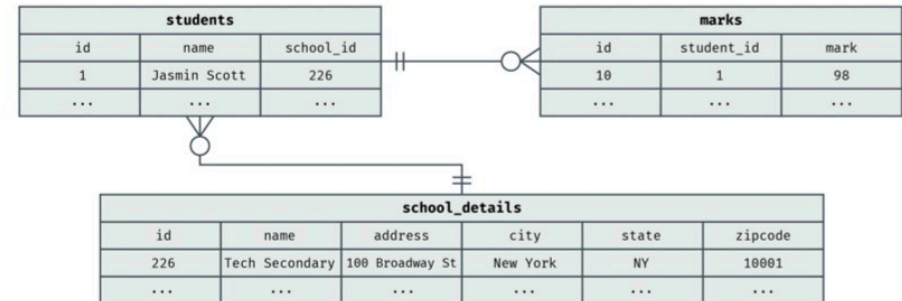 students
id name school_id
1 Jasmin Scott 226
... ... ...
marks
id student_id mark
10 1 98
... ... ...
school_details
id name address city state zipcode
226 Tech Secondary 100 Broadway St New York NY 10001
... ... ... ... ... ...